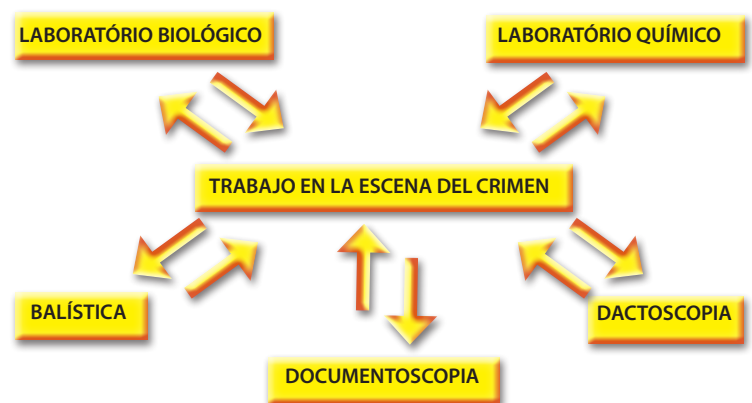 LABORATÓRIO BIOLÓGICO
LABORATÓRIO QUÍMICO
TRABAJO EN LA ESCENA DEL CRIMEN
BALÍSTICA
DACTOSCOPIA
DOCUMENTOSCOPIA